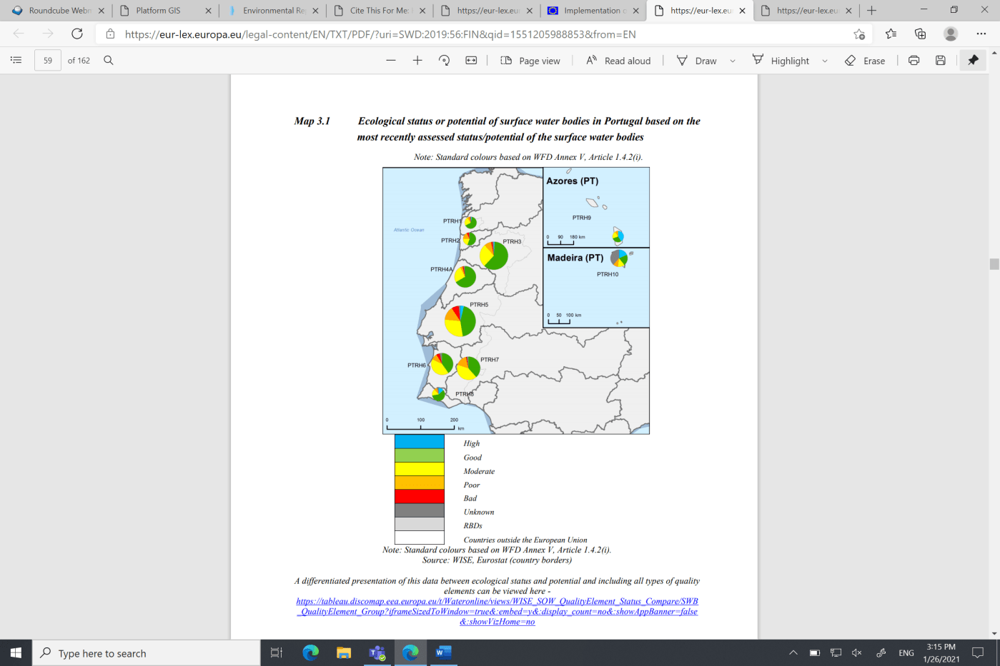 Roundcube Webm
Platform GIS
Environmental Re
Cite This For Me:
https://eur-lex.eu
Implementation o
https://eur-lex.eu
https://eur-lex.eu
https://eur-lex.europa.eu/legal-content/EN/TXT/PDF/?uri=SWD:2019:56:FIN&qid=1551205988853&from=EN
59 of 162
Page view
Read aloud
Draw
Highlight
Erase
Map 3.1 Ecological status or potential of surface water bodies in Portugal based on the
most recently assessed status/potential of the surface water bodies
Note: Standard colours based on WFD Annex V, Article 1.4.2(i).
Azores (PT)
PTRH9
0 90 180 km
Madeira (PT)
PTRH10
0 50 100 km
Atlantic Ocean
PTRH1
PTRH2
PTRH3
PTRH4A
PTRH5
PTRH6
PTRH7
PTRH8
0 100 200
km
High
Good
Moderate
Poor
Bad
Unknown
RBDs
Countries outside the European Union
Note: Standard colours based on WFD Annex V, Article 1.4.2(i).
Source: WISE, Eurostat (country borders)
A differentiated presentation of this data between ecological status and potential and including all types of quality
elements can be viewed here -
https://tableau.discomap.eea.europa.eu/t/Wateronline/views/WISE_SOW_QualityElement_Status_Compare/SWB
_QualityElement_Group?iframeSizedToWindow=true&:embed=y&:display_count=no&:showAppBanner=false
&:showVizHome=no
Type here to search
ENG
3:15 PM
1/26/2021